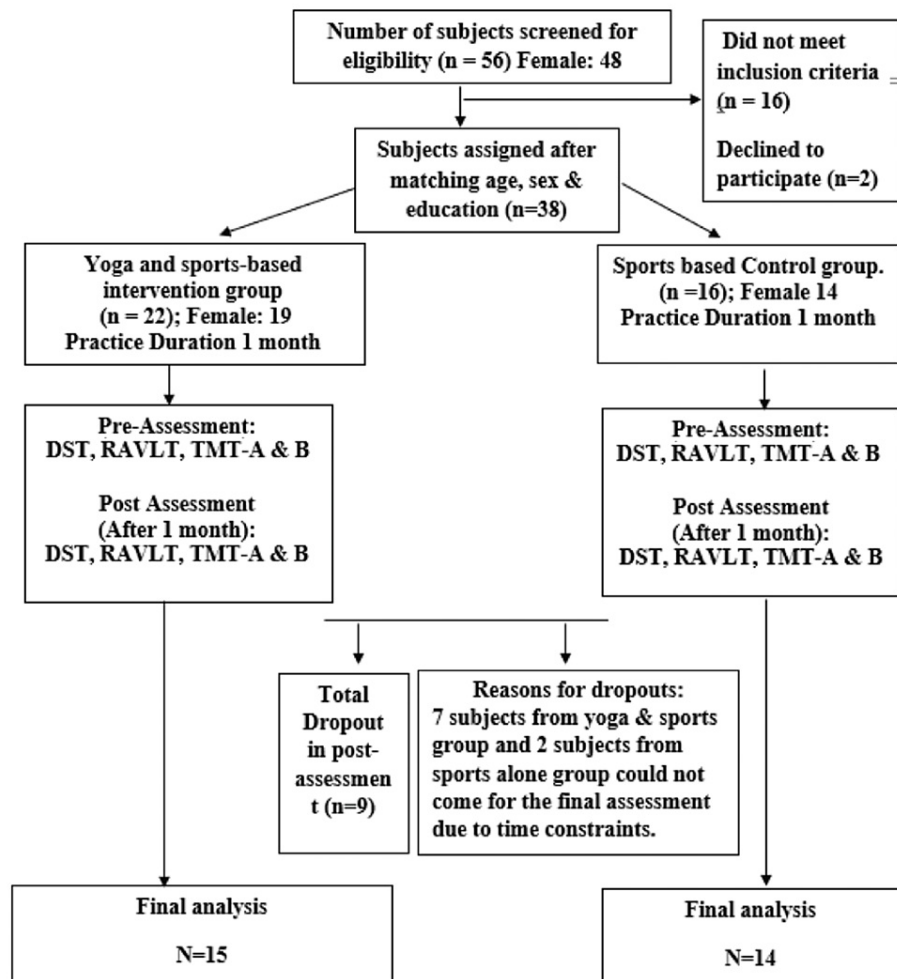 Number of subjects screened for
eligibility (n = 56) Female: 48
Did not meet
inclusion criteria
(n = 16)
Declined to
participate (n=2)
Subjects assigned after
matching age, sex &
education (n=38)
Yoga and sports-based
intervention group
(n = 22); Female: 19
Practice Duration 1 month
Sports based Control group.
(n =16); Female 14
Practice Duration 1 month
Pre-Assessment:
DST, RAVLT, TMT-A & B
Post Assessment
(After 1 month):
DST, RAVLT, TMT-A & B
Pre-Assessment:
DST, RAVLT, TMT-A & B
Post Assessment
(After 1 month):
DST, RAVLT, TMT-A & B
Total
Dropout
in post-
assessmen
t (n=9)
Reasons for dropouts:
7 subjects from yoga & sports
group and 2 subjects from
sports alone group could not
come for the final assessment
due to time constraints.
Final analysis
N=15
Final analysis
N=14